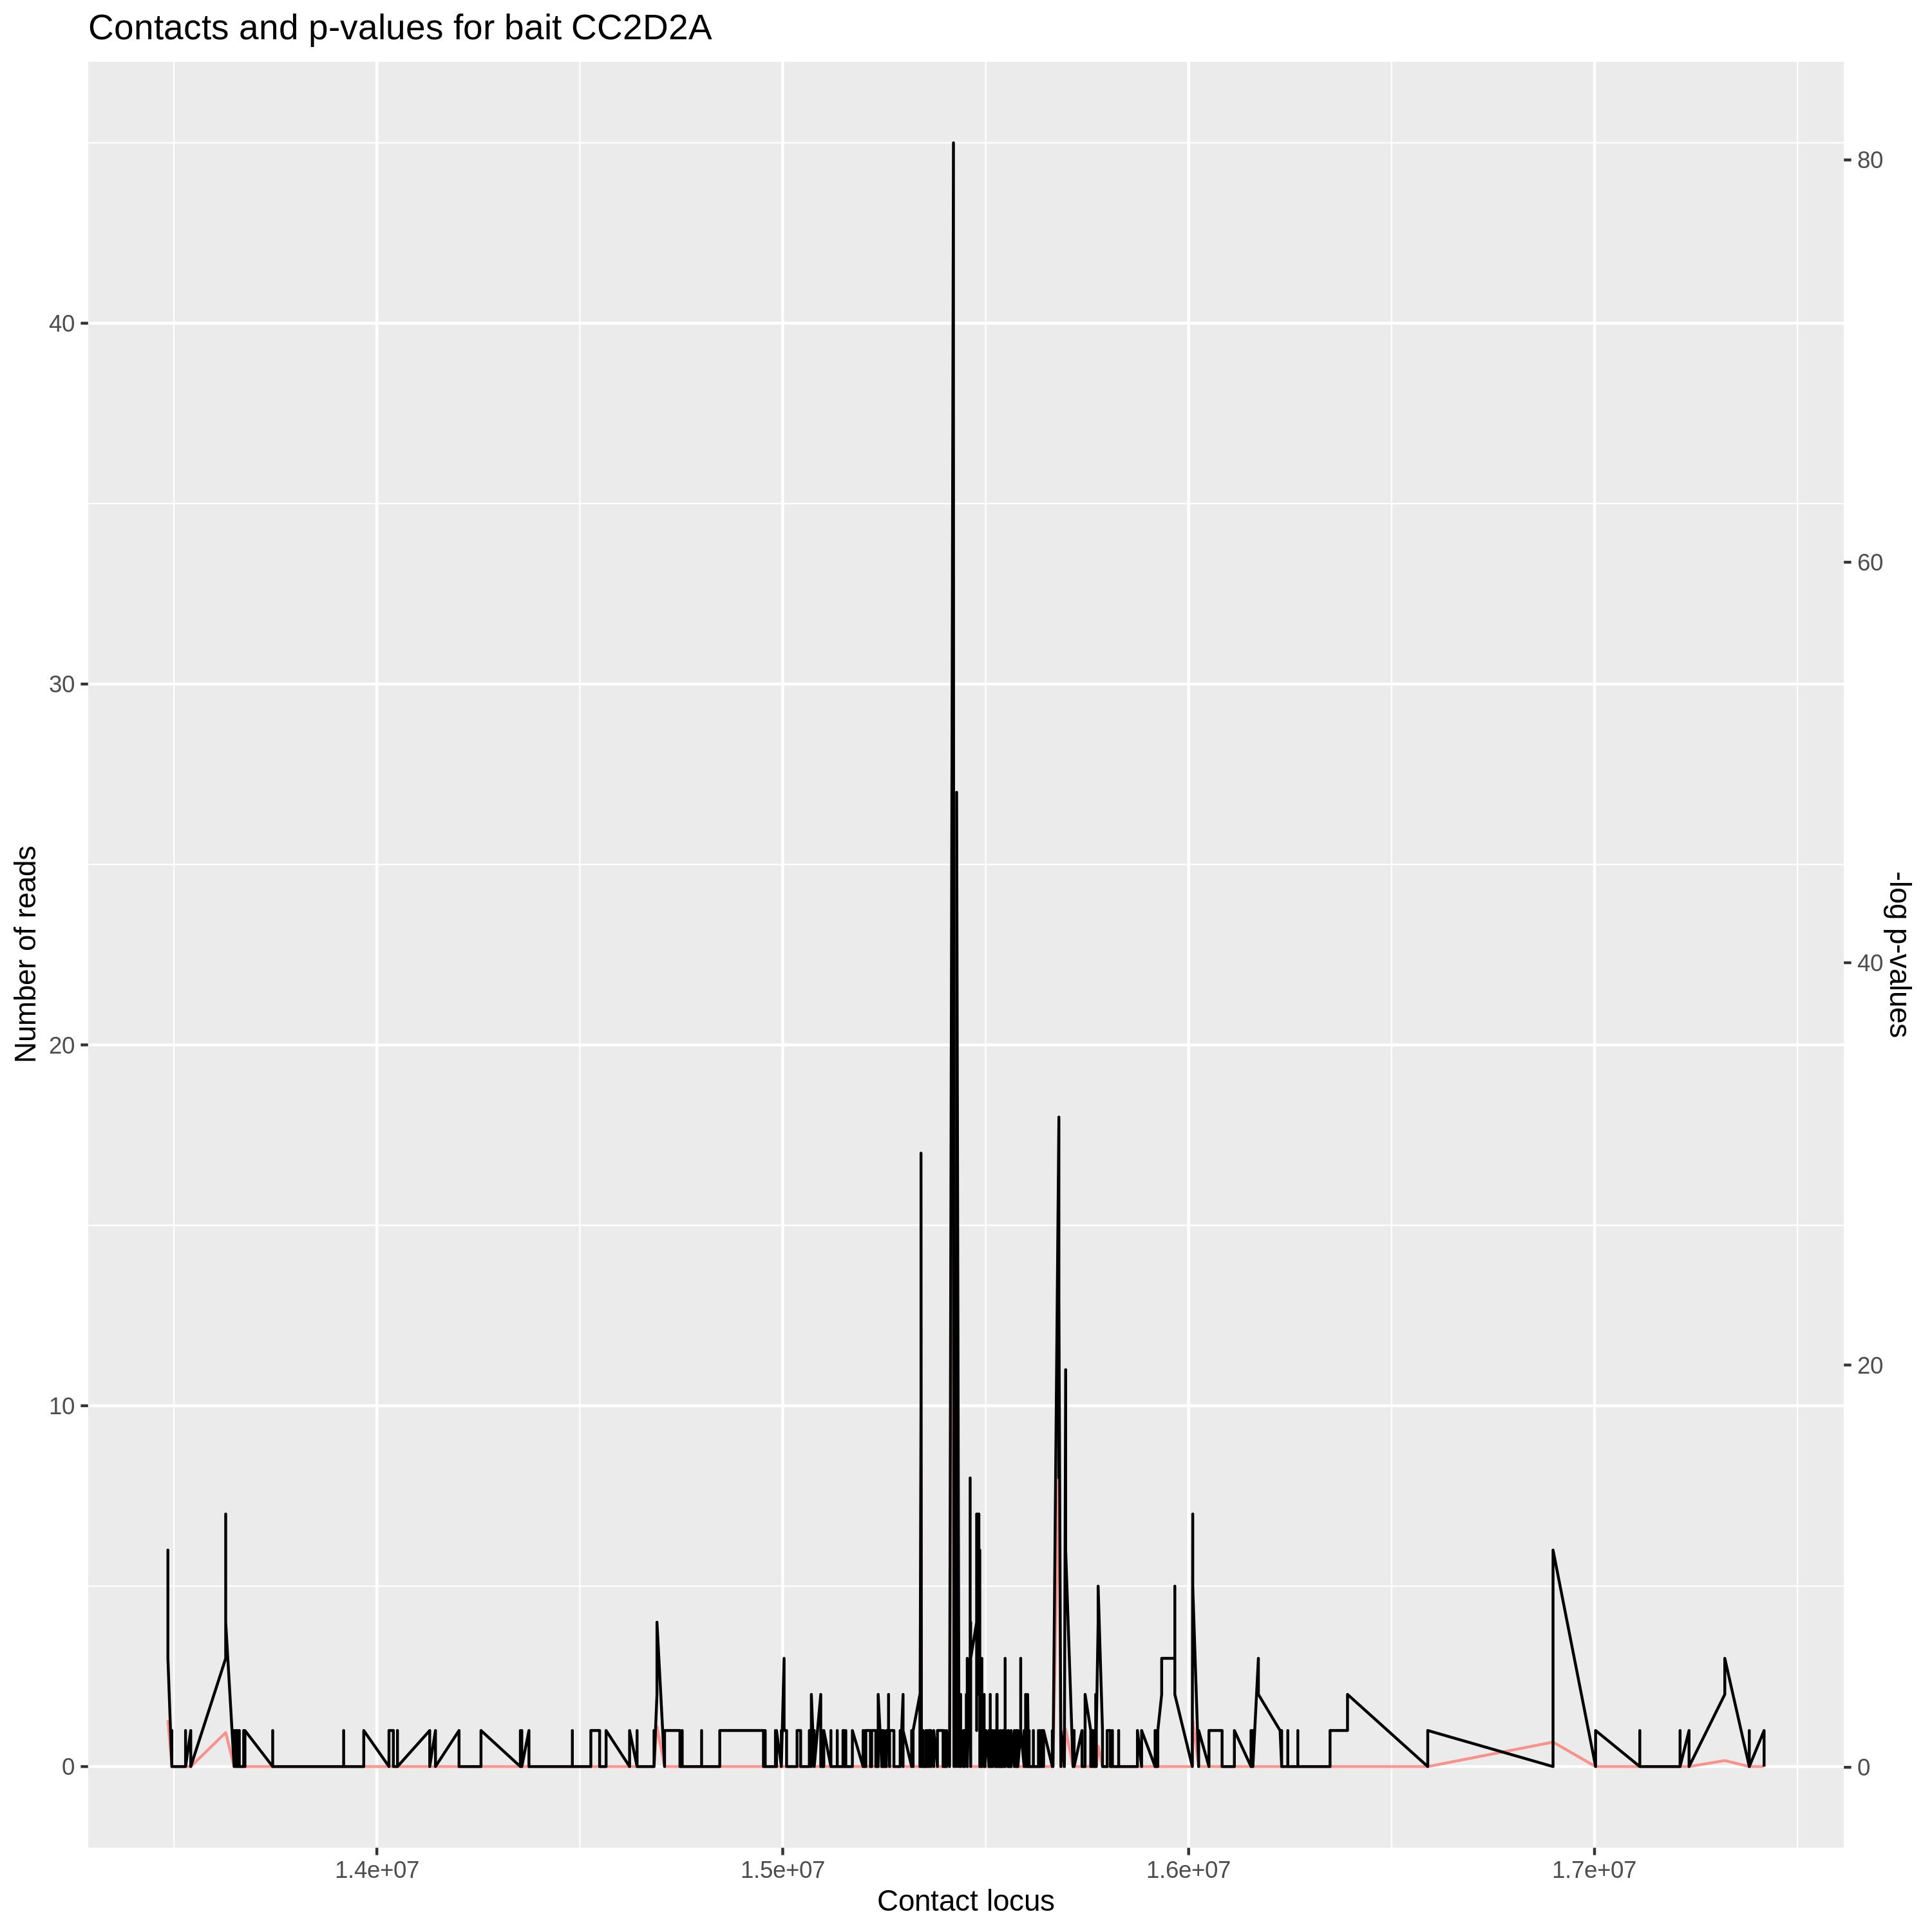 Contacts and p-values for bait CC2D2A
Number of reads
40
30
20
10
0
80
60
40
20
0
-log p-values
1.4e+07
1.5e+07
1.6e+07
1.7e+07
Contact locus